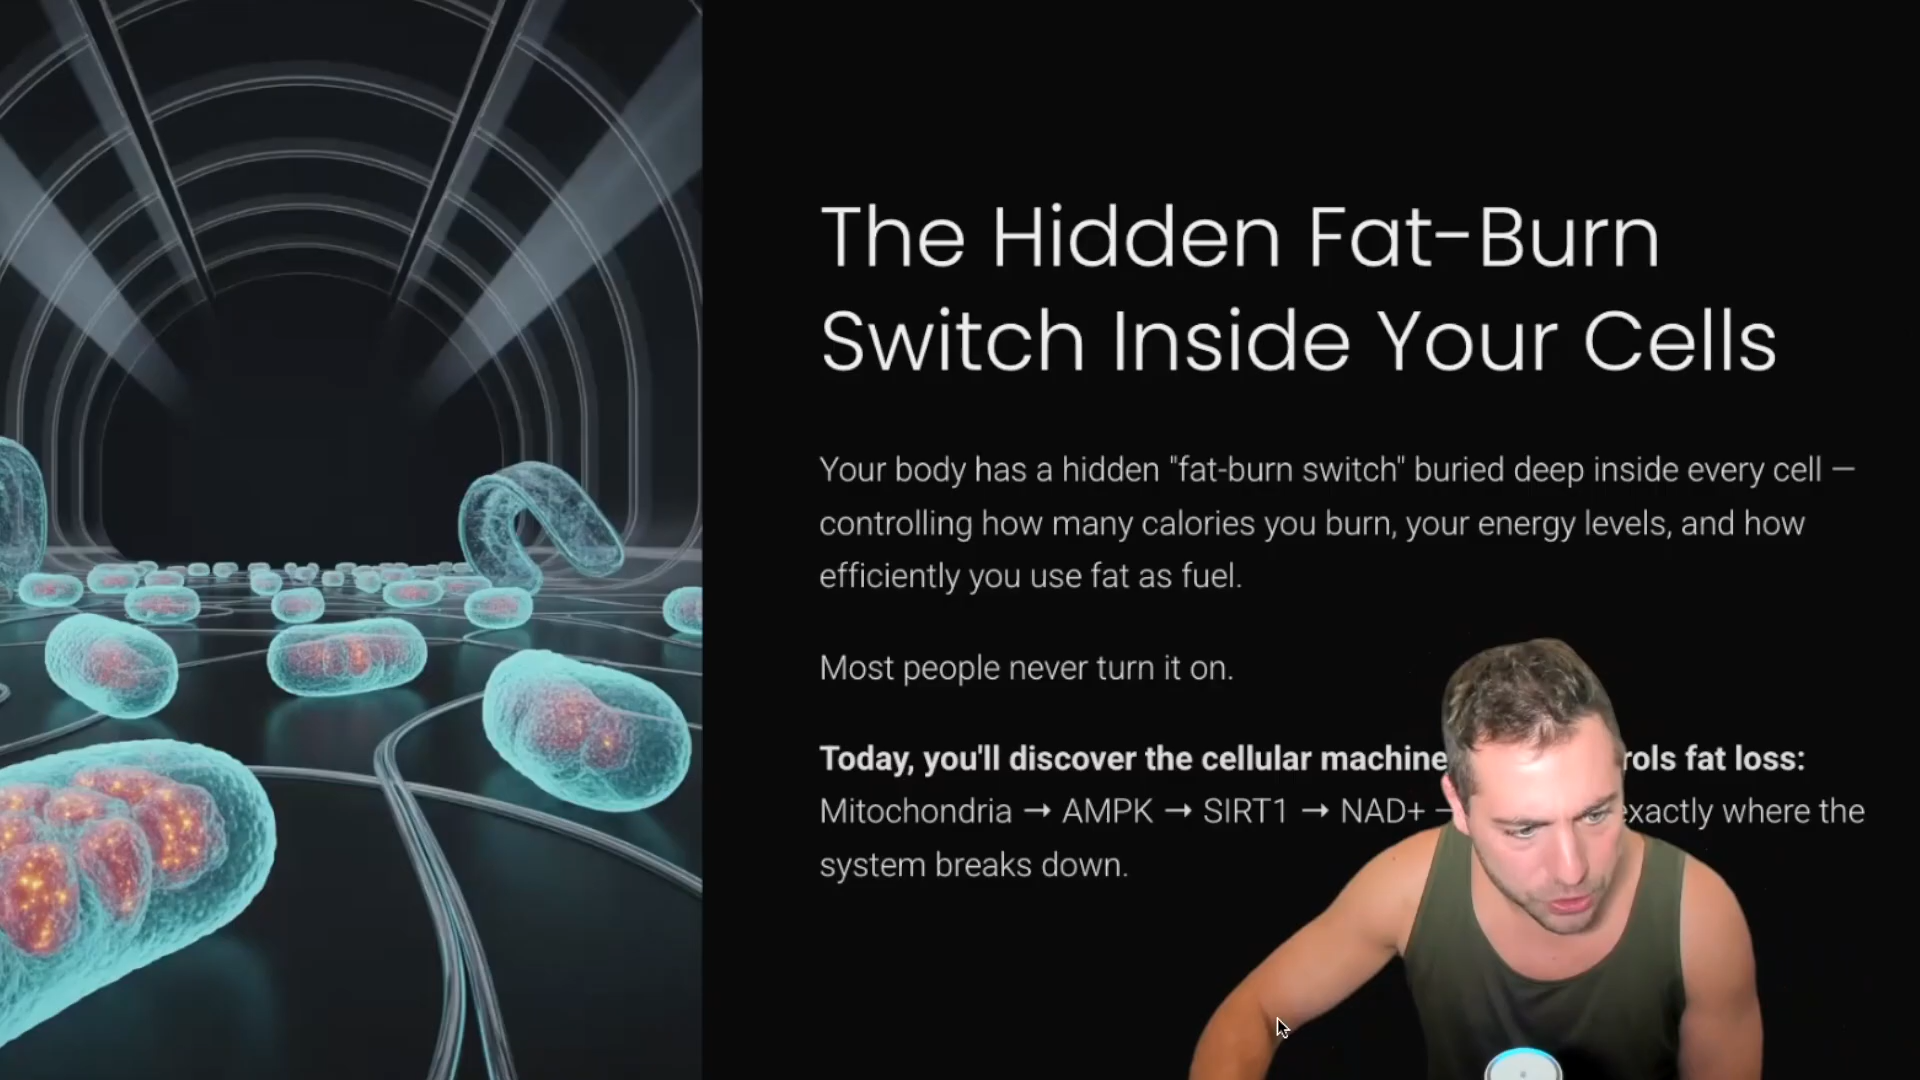 The Hidden Fat-Burn
Switch Inside Your Cells
Your body has a hidden "fat-burn switch" buried deep inside every cell —
controlling how many calories you burn, your energy levels, and how
efficiently you use fat as fuel.
Most people never turn it on.
Today, you'll discover the cellular machine rols fat loss:
Mitochondria → AMPK → SIRT1 → NAD+ exactly where the
system breaks down.